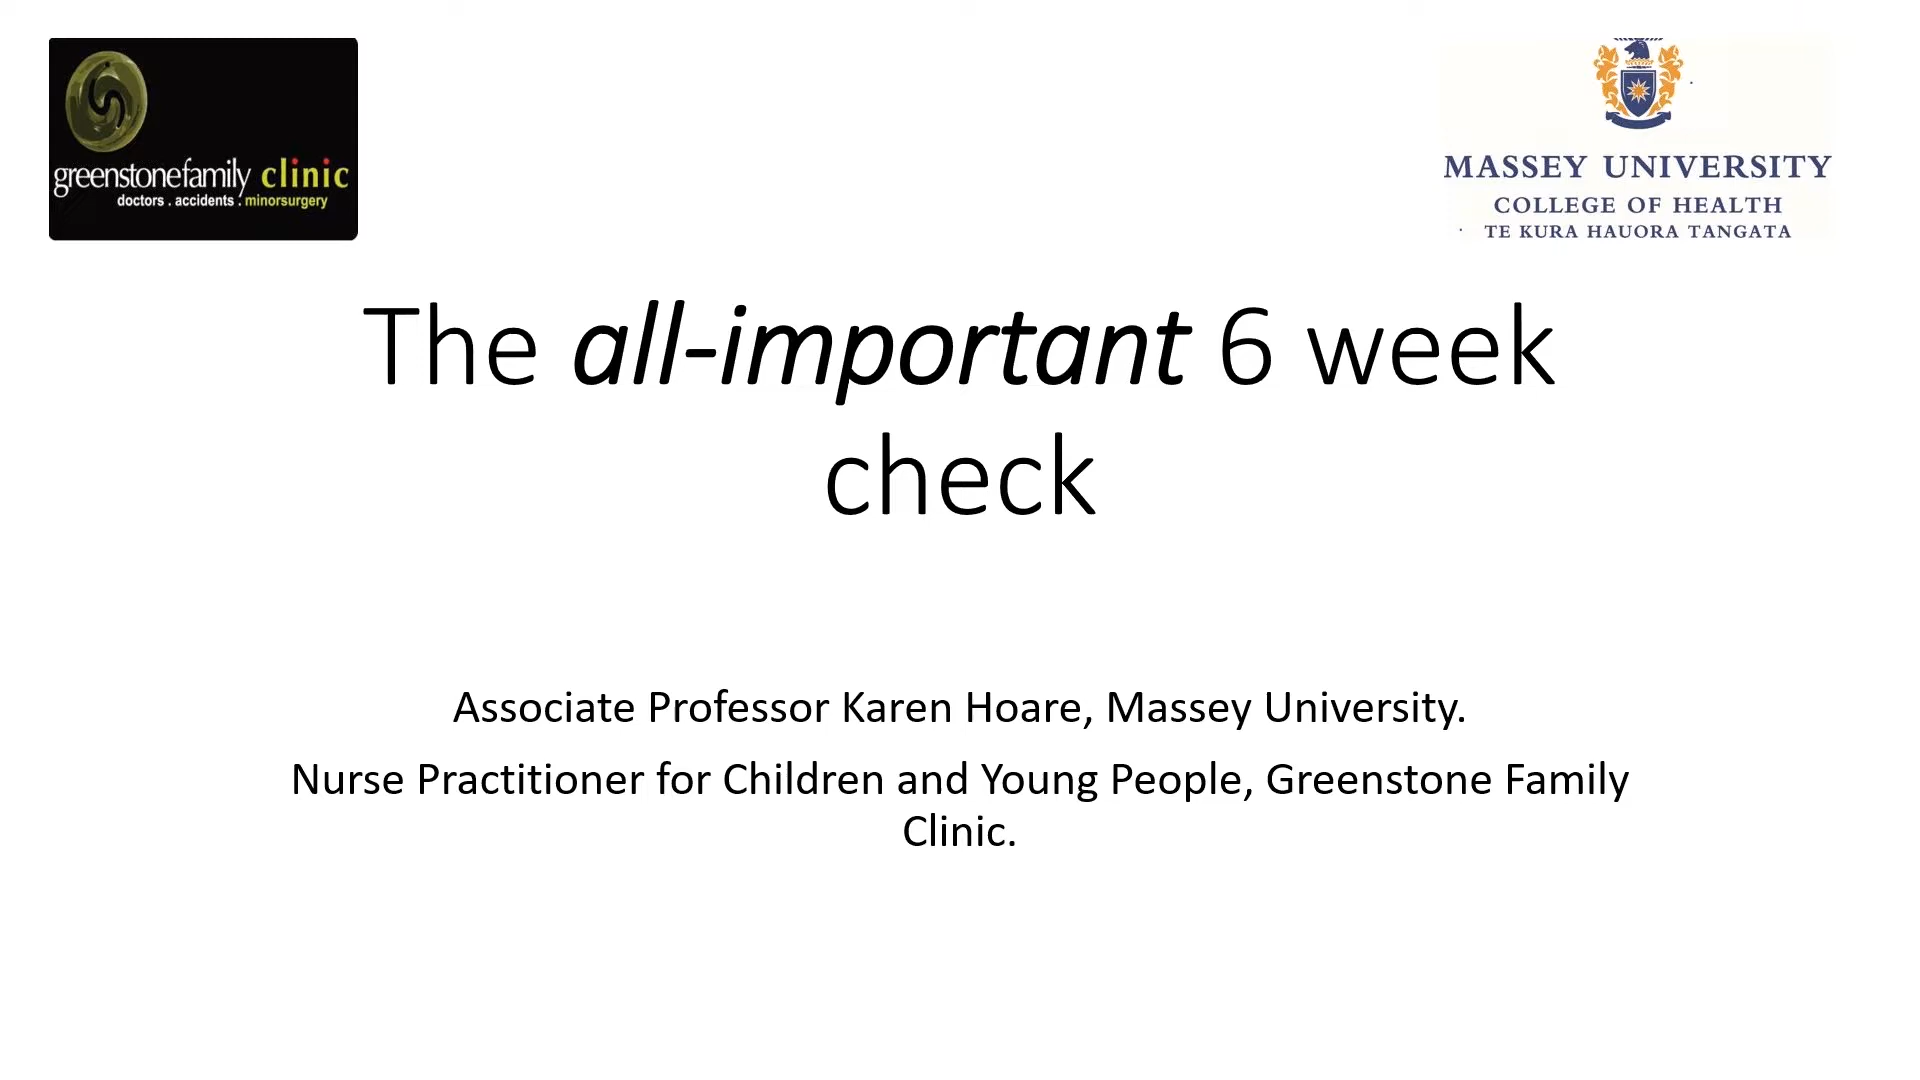 greenstonefamily clinic
doctors . accidents . minorsurgery
MASSEY UNIVERSITY
COLLEGE OF HEALTH
TE KURA HAUORA TANGATA
The all-important 6 week
check
Associate Professor Karen Hoare, Massey University.
Nurse Practitioner for Children and Young People, Greenstone Family
Clinic.